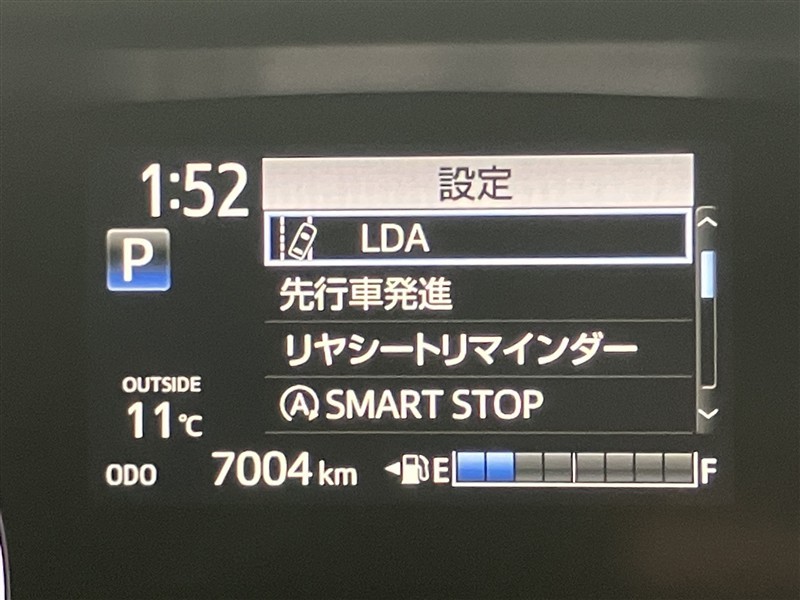 1:52
設定
LDA
P
先行車発進
リヤシートリマインダー
OUTSIDE
11℃
A SMART STOP
ODO 7004 km E F